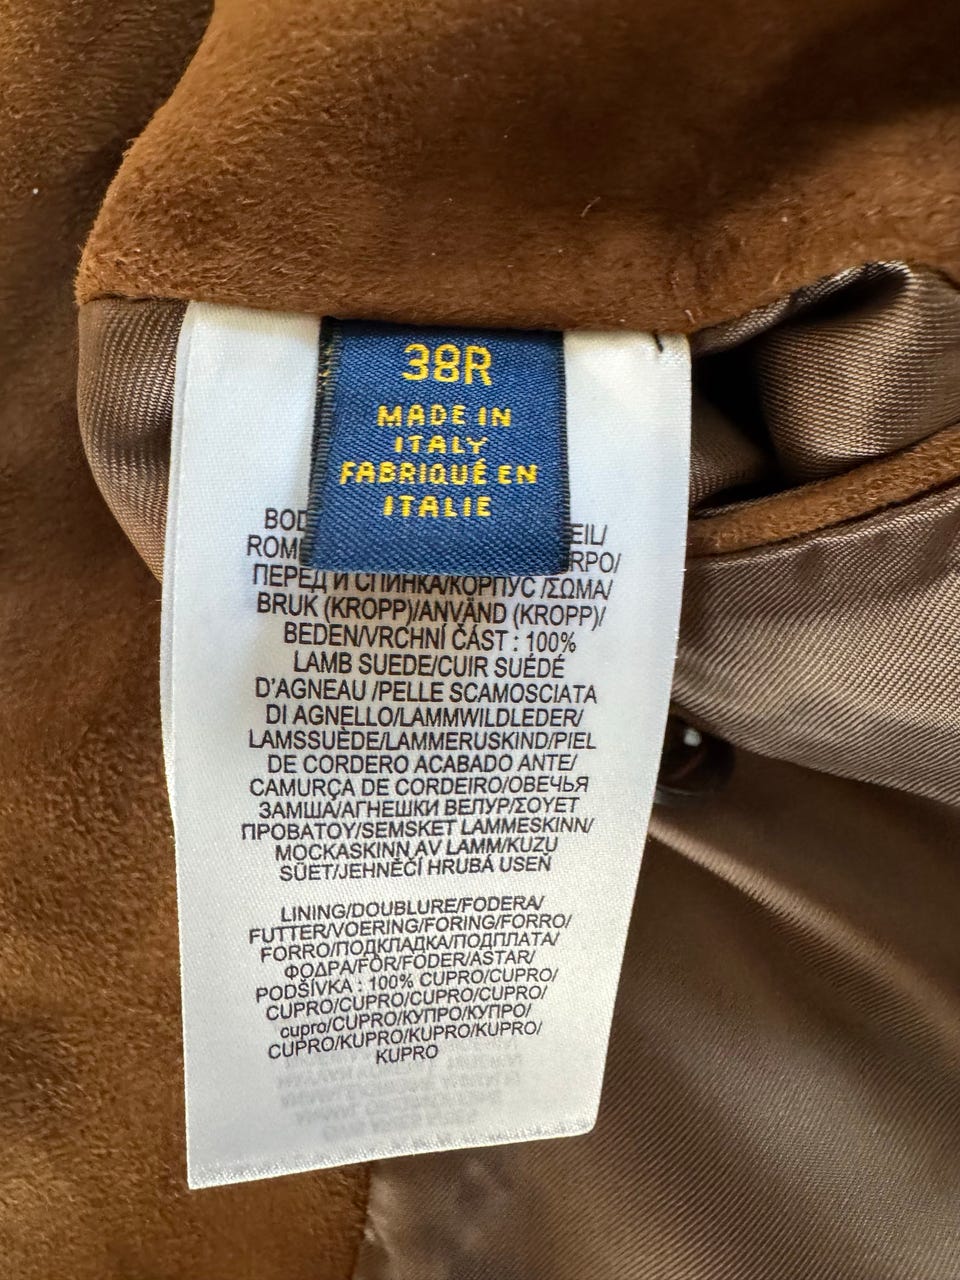 38R
MADE IN
ITALY
FABRIQUÉ EN
ITALIE
ПЕРЕД И СПИНКА/КОРПУС /ΣΩΜΑ/
BRUK (KROPP)/ANVÄND (KROPP)/
BEDEN/VRCHNÍ ČÁST : 100%
LAMB SUEDE/CUIR SUÉDÉ
D'AGNEAU /PELLE SCAMOSCIATA
DI AGNELLO/LAMMWILDLEDER/
LAMSSUÈDE/LAMMERUSKIND/PIEL
DE CORDERO ACABADO ANTE/
CAMURÇA DE CORDEIRO/ОВЕЧЬЯ
ЗАМША/АГНЕШКИ ВЕЛУР/ΣΟΥΕΤ
ΠΡΟΒΑΤΟΥ/SEMSKET LAMMESKINN/
MOCKASKINN AV LAMM/KUZU
SÜET/JEHNĚČÍ HRUBÁ USEŇ
LINING/DOUBLURE/FODERA/
FUTTER/VOERING/FORING/FORRO/
FORRO/ПОДКЛАДКА/ПОДПЛАТА/
ΦΟΔΡΑ/FÔR/FODER/ASTAR/
PODŠÍVKA : 100% CUPRO/CUPRO/
CUPRO/CUPRO/CUPRO/CUPRO/
cupro/CUPRO/КУПРО/КУПРО/
CUPRO/KUPRO/KUPRO/KUPRO/
KUPRO